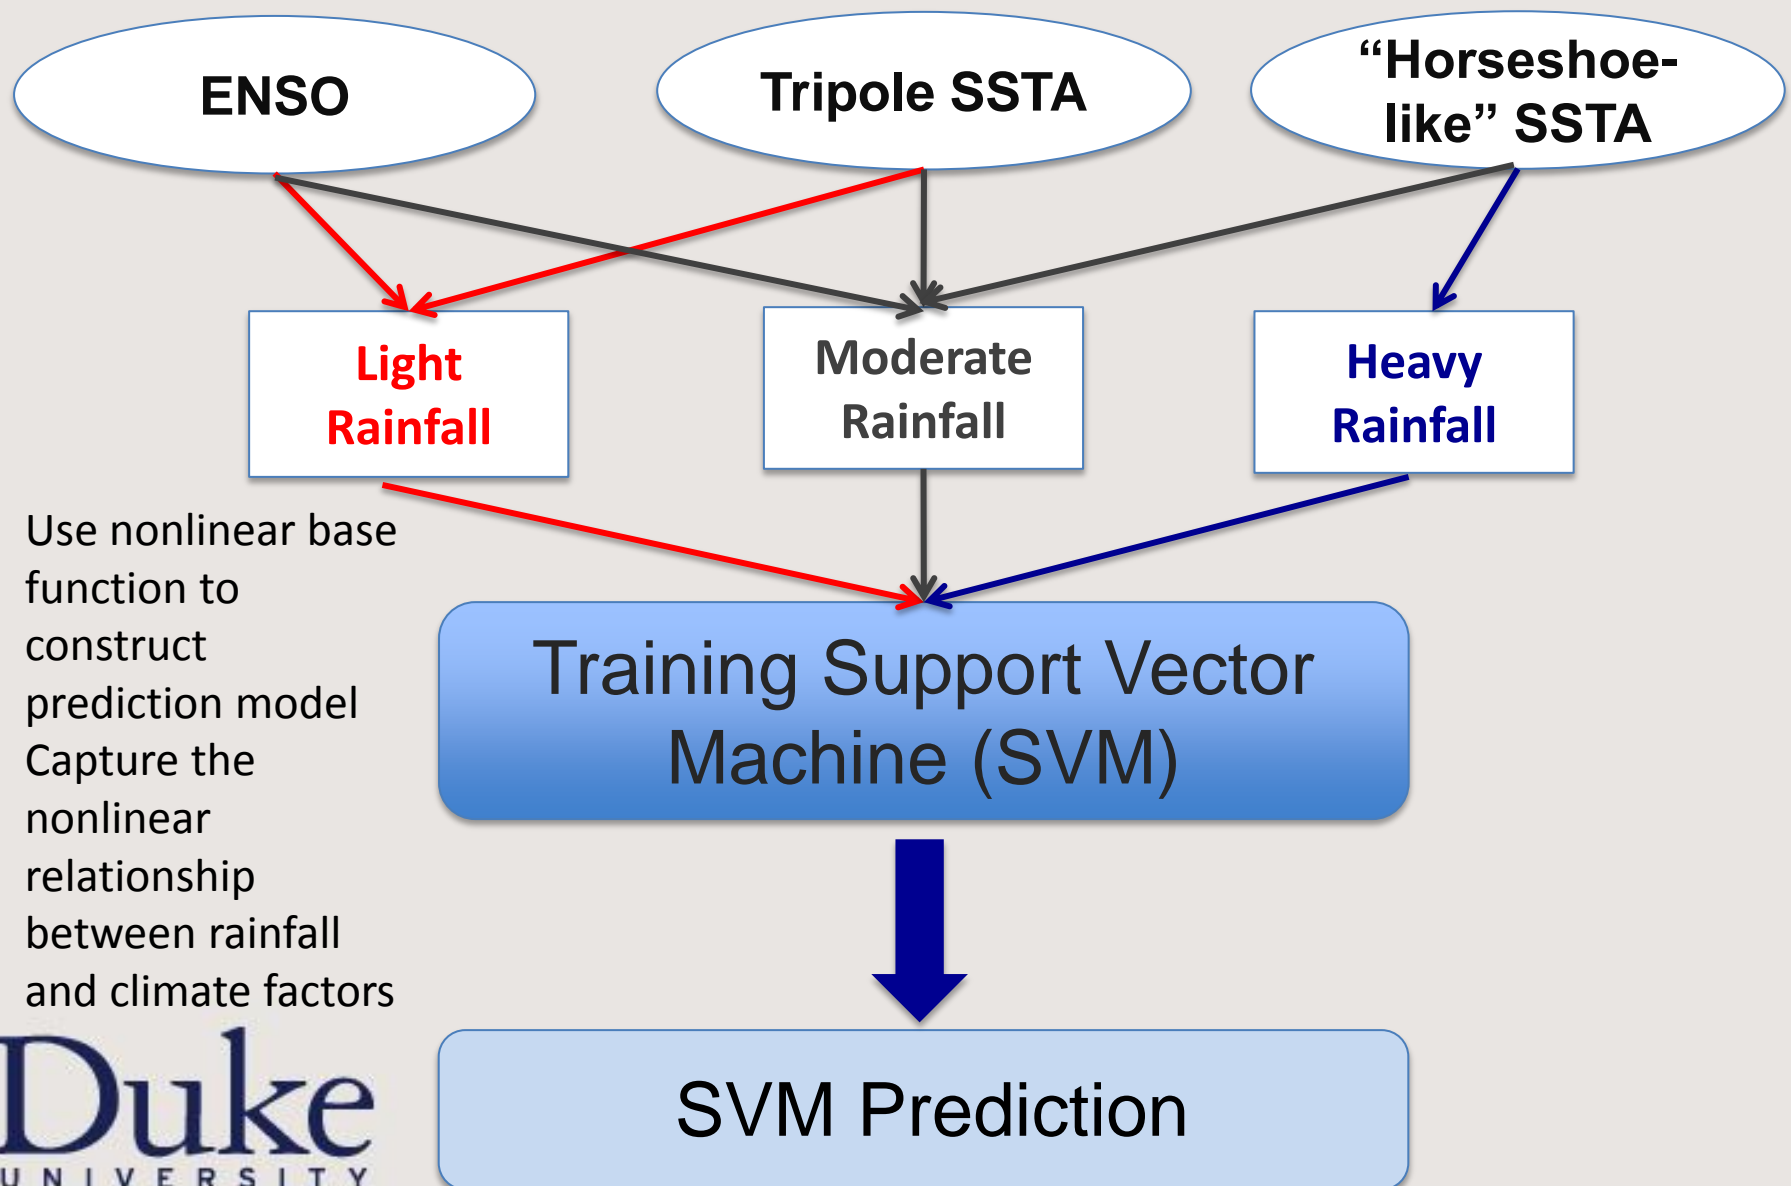 ENSO
Tripole SSTA
“Horseshoe-
like” SSTA
Light
Rainfall
Moderate
Rainfall
Heavy
Rainfall
Use nonlinear base
function to
construct
prediction model
Capture the
nonlinear
relationship
between rainfall
and climate factors
Training Support Vector
Machine (SVM)
SVM Prediction
Duke
UNIVERSITY